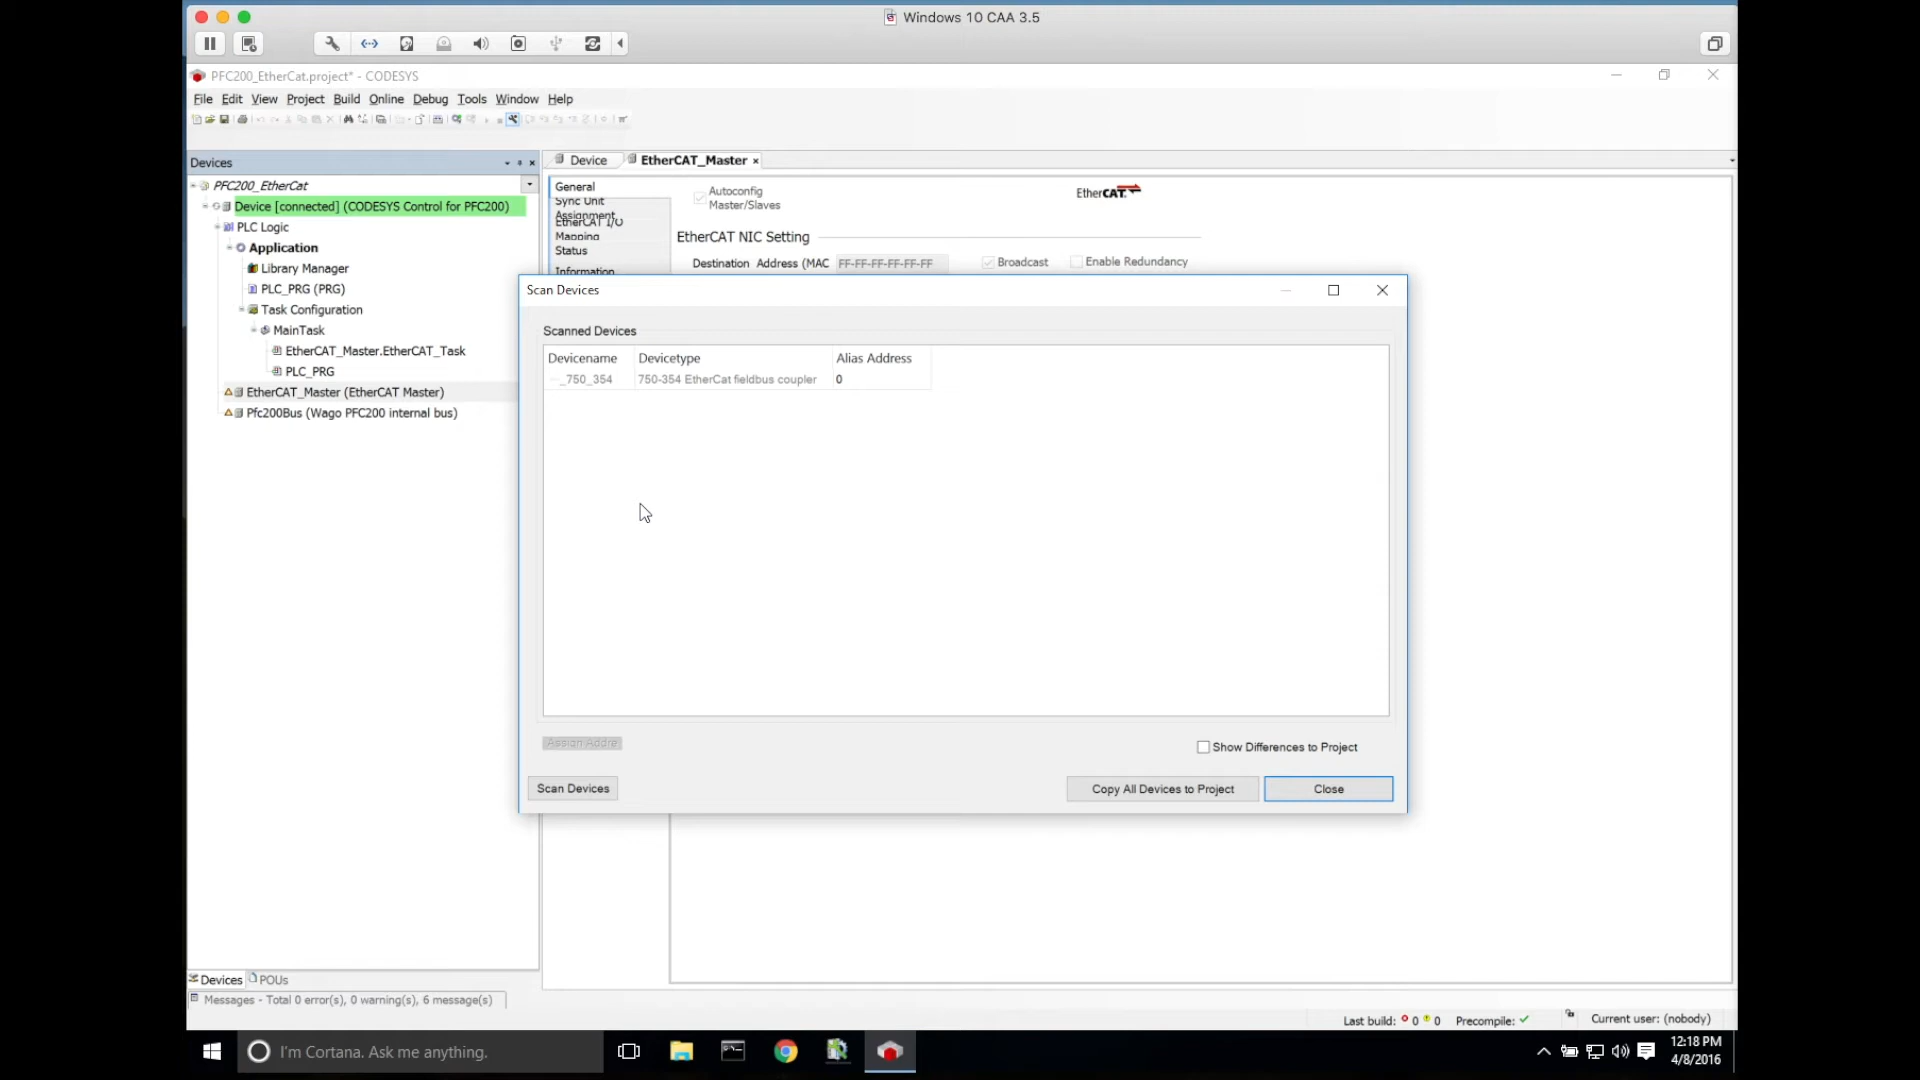 Windows 10 CAA 3.5
PFC200_EtherCat.project* - CODESYS
File Edit View Project Build Online Debug Tools Window Help
Devices
PFC200_EtherCat
Device [connected] (CODESYS Control for PFC200)
PLC Logic
Application
Library Manager
PLC_PRG (PRG)
Task Configuration
MainTask
EtherCAT_Master.EtherCAT_Task
PLC_PRG
EtherCAT_Master (EtherCAT Master)
Pfc200Bus (Wago PFC200 internal bus)
Device EtherCAT_Master
General
Sync Unit
Assignment
EtherCAT I/O
Mapping
Status
Information
Autoconfig
Master/Slaves
EtherCAT
EtherCAT NIC Setting
Destination Address (MAC FF-FF-FF-FF-FF-FF Broadcast Enable Redundancy
Scan Devices
Scanned Devices
Devicename Devicetype Alias Address
_750_354 750-354 EtherCat fieldbus coupler 0
Assign Addre
Show Differences to Project
Scan Devices Copy All Devices to Project Close
Devices POUs
Messages - Total 0 error(s), 0 warning(s), 6 message(s)
Last build: 0 0 Precompile: Current user: (nobody)
I'm Cortana. Ask me anything.
12:18 PM
4/8/2016